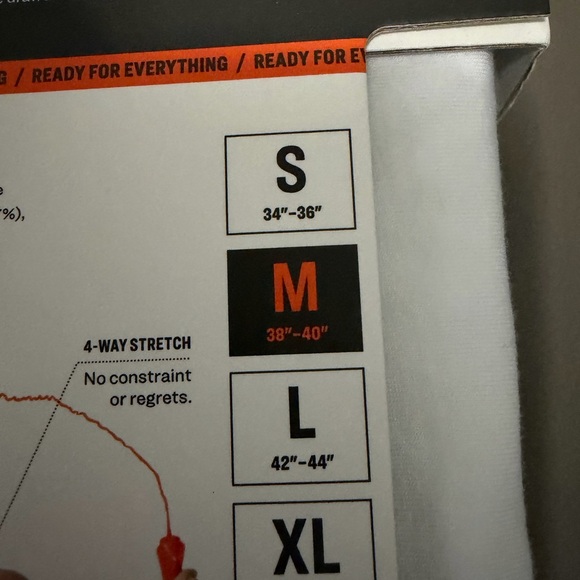 G / READY FOR EVERYTHING / READY FOR EV
S
34"-36"
%),
M
38"-40"
4-WAY STRETCH
No constraint
or regrets.
L
42"-44"
XL